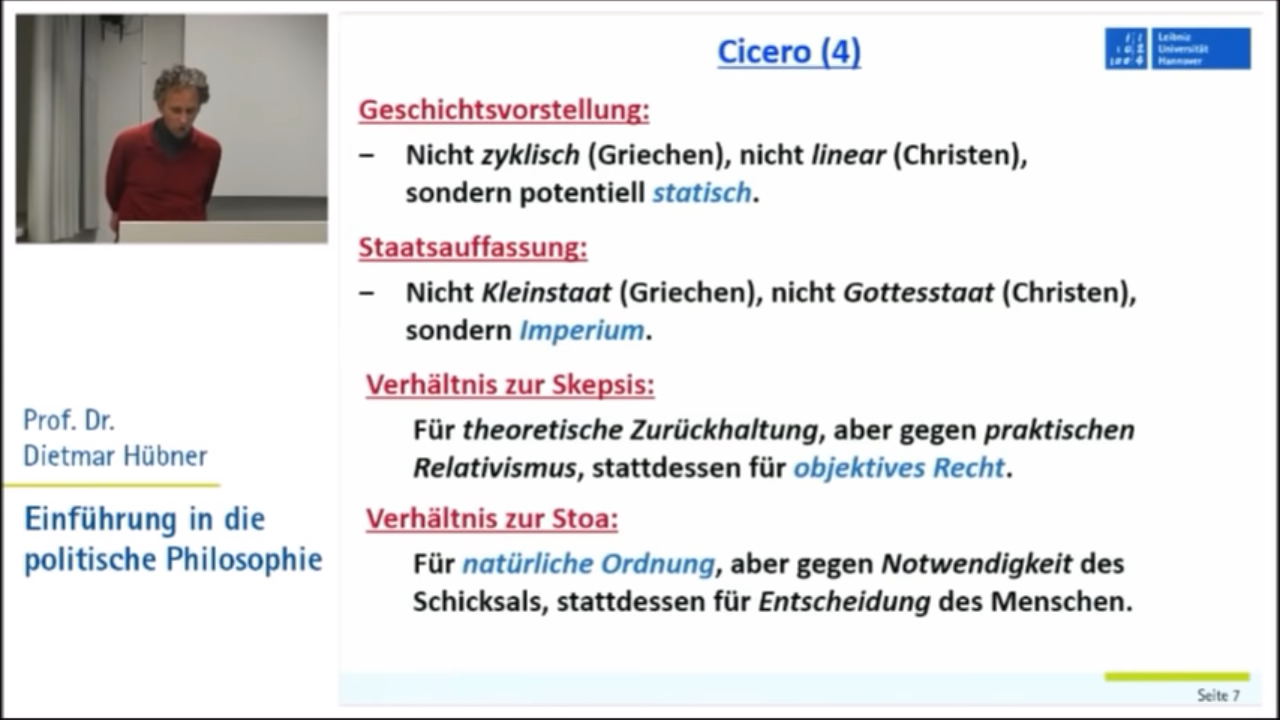 Cicero (4)
Leibniz
Universität
Hannover
Geschichtsvorstellung:
– Nicht zyklisch (Griechen), nicht linear (Christen),
sondern potentiell statisch.
Staatsauffassung:
– Nicht Kleinstaat (Griechen), nicht Gottesstaat (Christen),
sondern Imperium.
Verhältnis zur Skepsis:
Für theoretische Zurückhaltung, aber gegen praktischen
Relativismus, stattdessen für objektives Recht.
Verhältnis zur Stoa:
Für natürliche Ordnung, aber gegen Notwendigkeit des
Schicksals, stattdessen für Entscheidung des Menschen.
Prof. Dr.
Dietmar Hübner
Einführung in die
politische Philosophie
Seite 7